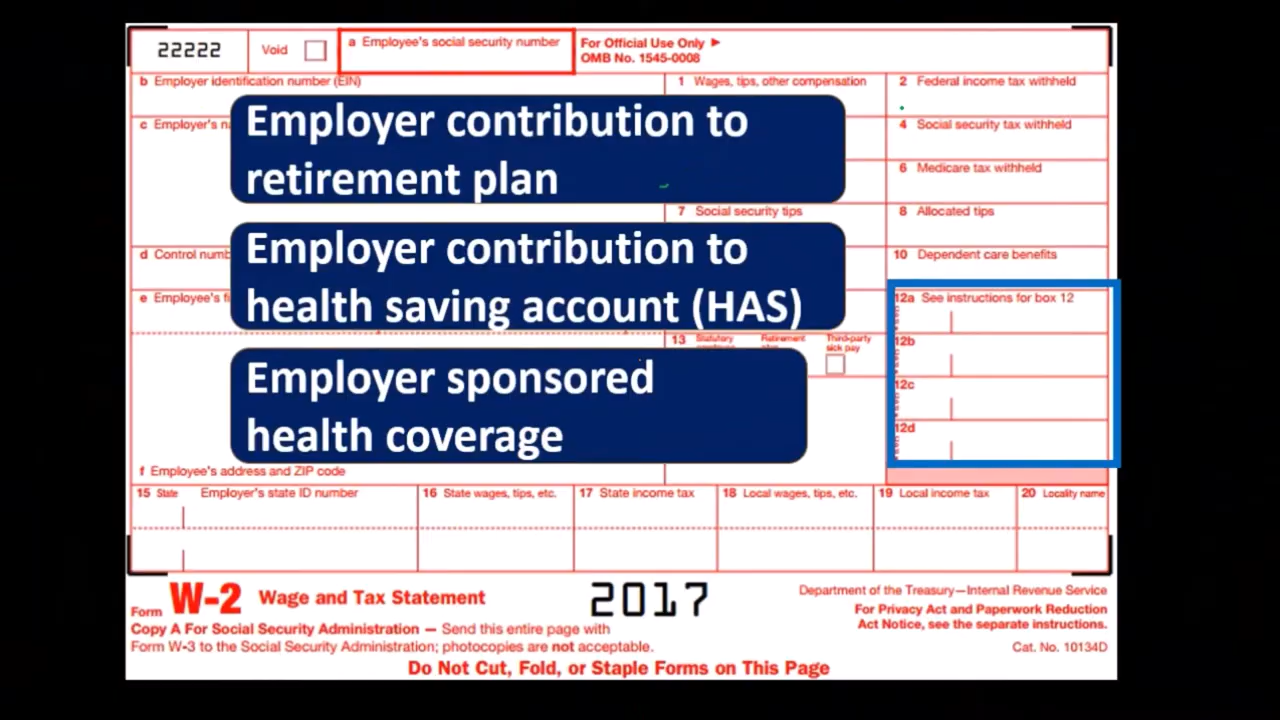 22222
Void
a Employee's social security number
For Official Use Only ►
OMB No. 1545-0008
b Employer identification number (EIN)
1 Wages, tips, other compensation
2 Federal income tax withheld
c Employer's
4 Social security tax withheld
6 Medicare tax withheld
7 Social security tips
8 Allocated tips
d Control
10 Dependent care benefits
e Employee's
Employer contribution to
retirement plan
Employer contribution to
health saving account (HAS)
Employer sponsored
health coverage
12a See instructions for box 12
12b
12c
12d
13 Statutory
Retirement
Third-party
sick pay
f Employee's address and ZIP code
15 State Employer's state ID number
16 State wages, tips, etc.
17 State income tax
18 Local wages, tips, etc.
19 Local income tax
20 Locality name
Form W-2 Wage and Tax Statement
2017
Department of the Treasury—Internal Revenue Service
For Privacy Act and Paperwork Reduction
Act Notice, see the separate instructions.
Copy A For Social Security Administration — Send this entire page with
Form W-3 to the Social Security Administration; photocopies are not acceptable.
Cat. No. 10134D
Do Not Cut, Fold, or Staple Forms on This Page